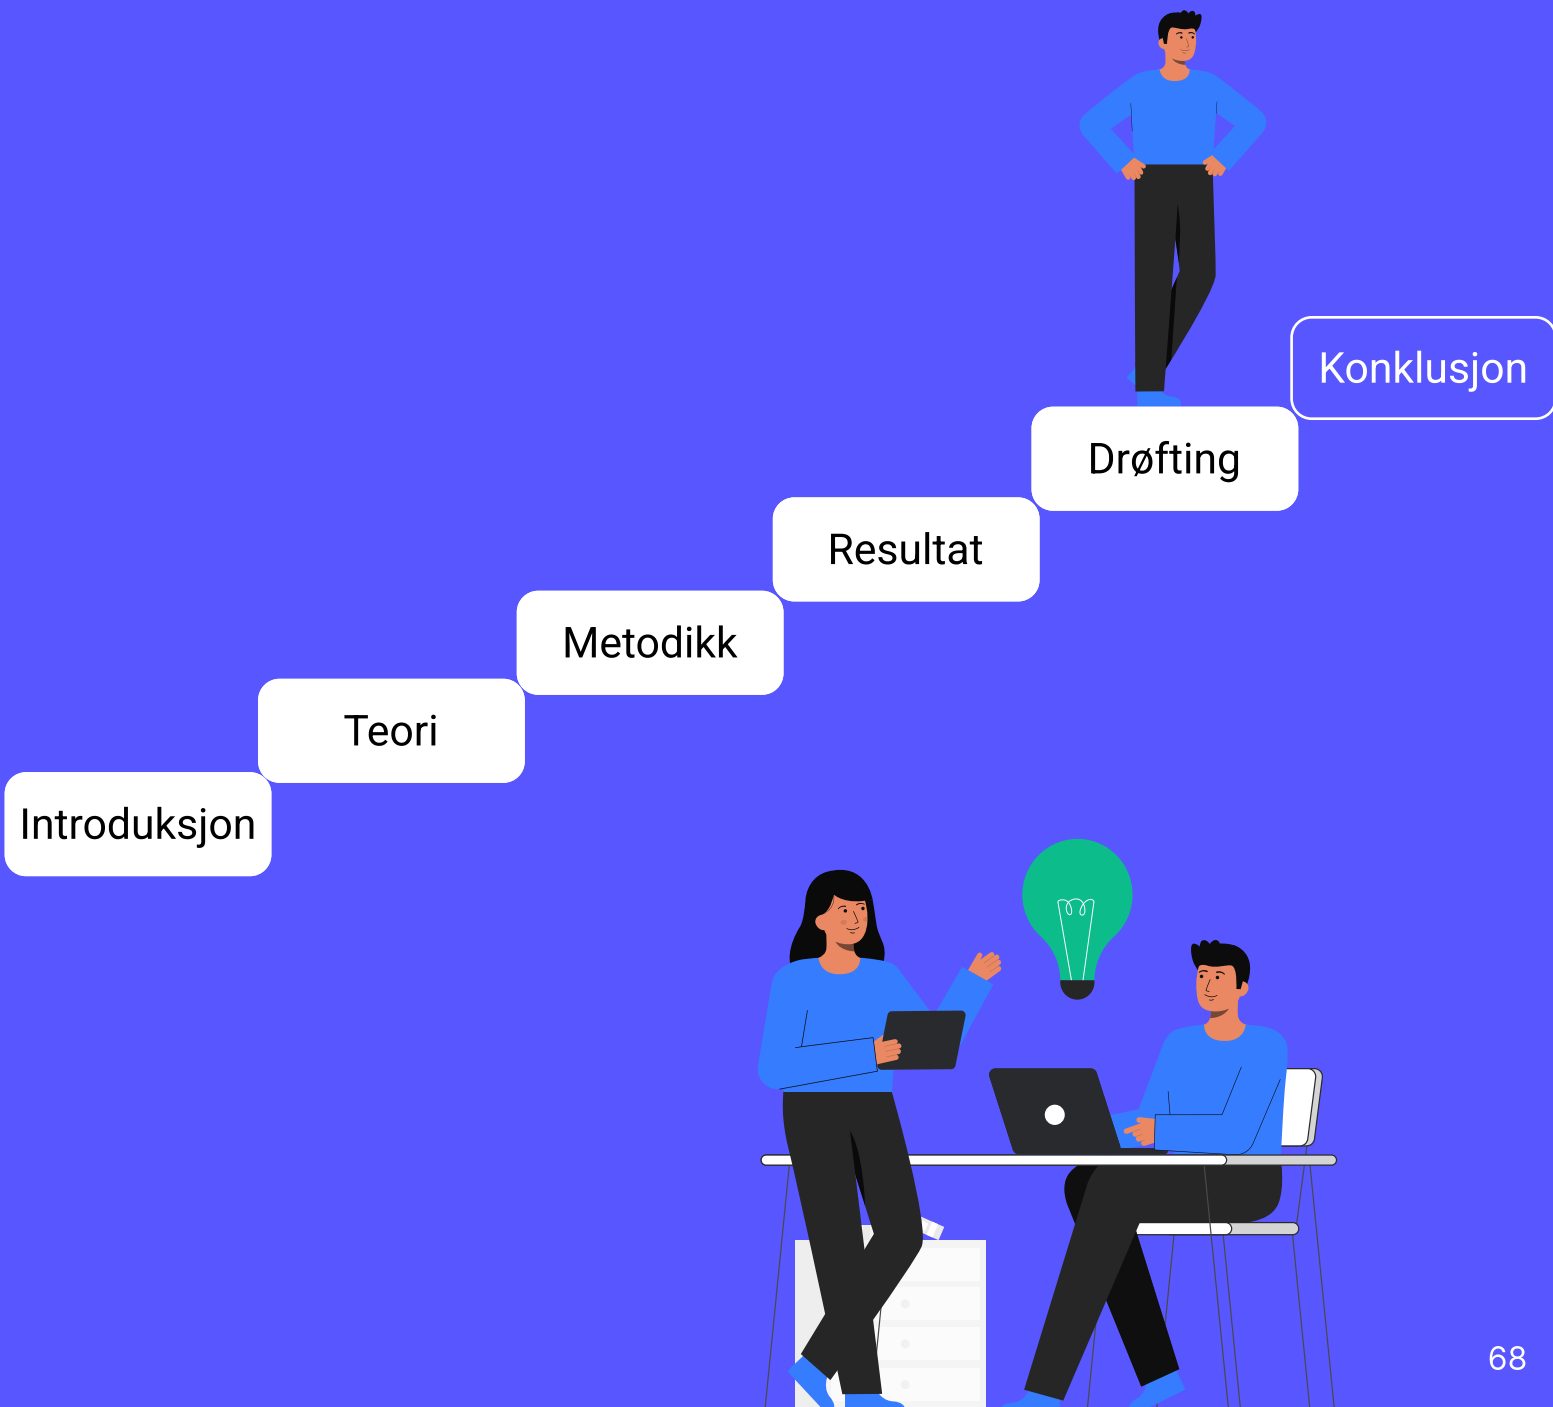 Konklusjon
Drøfting
Resultat
Metodikk
Teori
Introduksjon
68